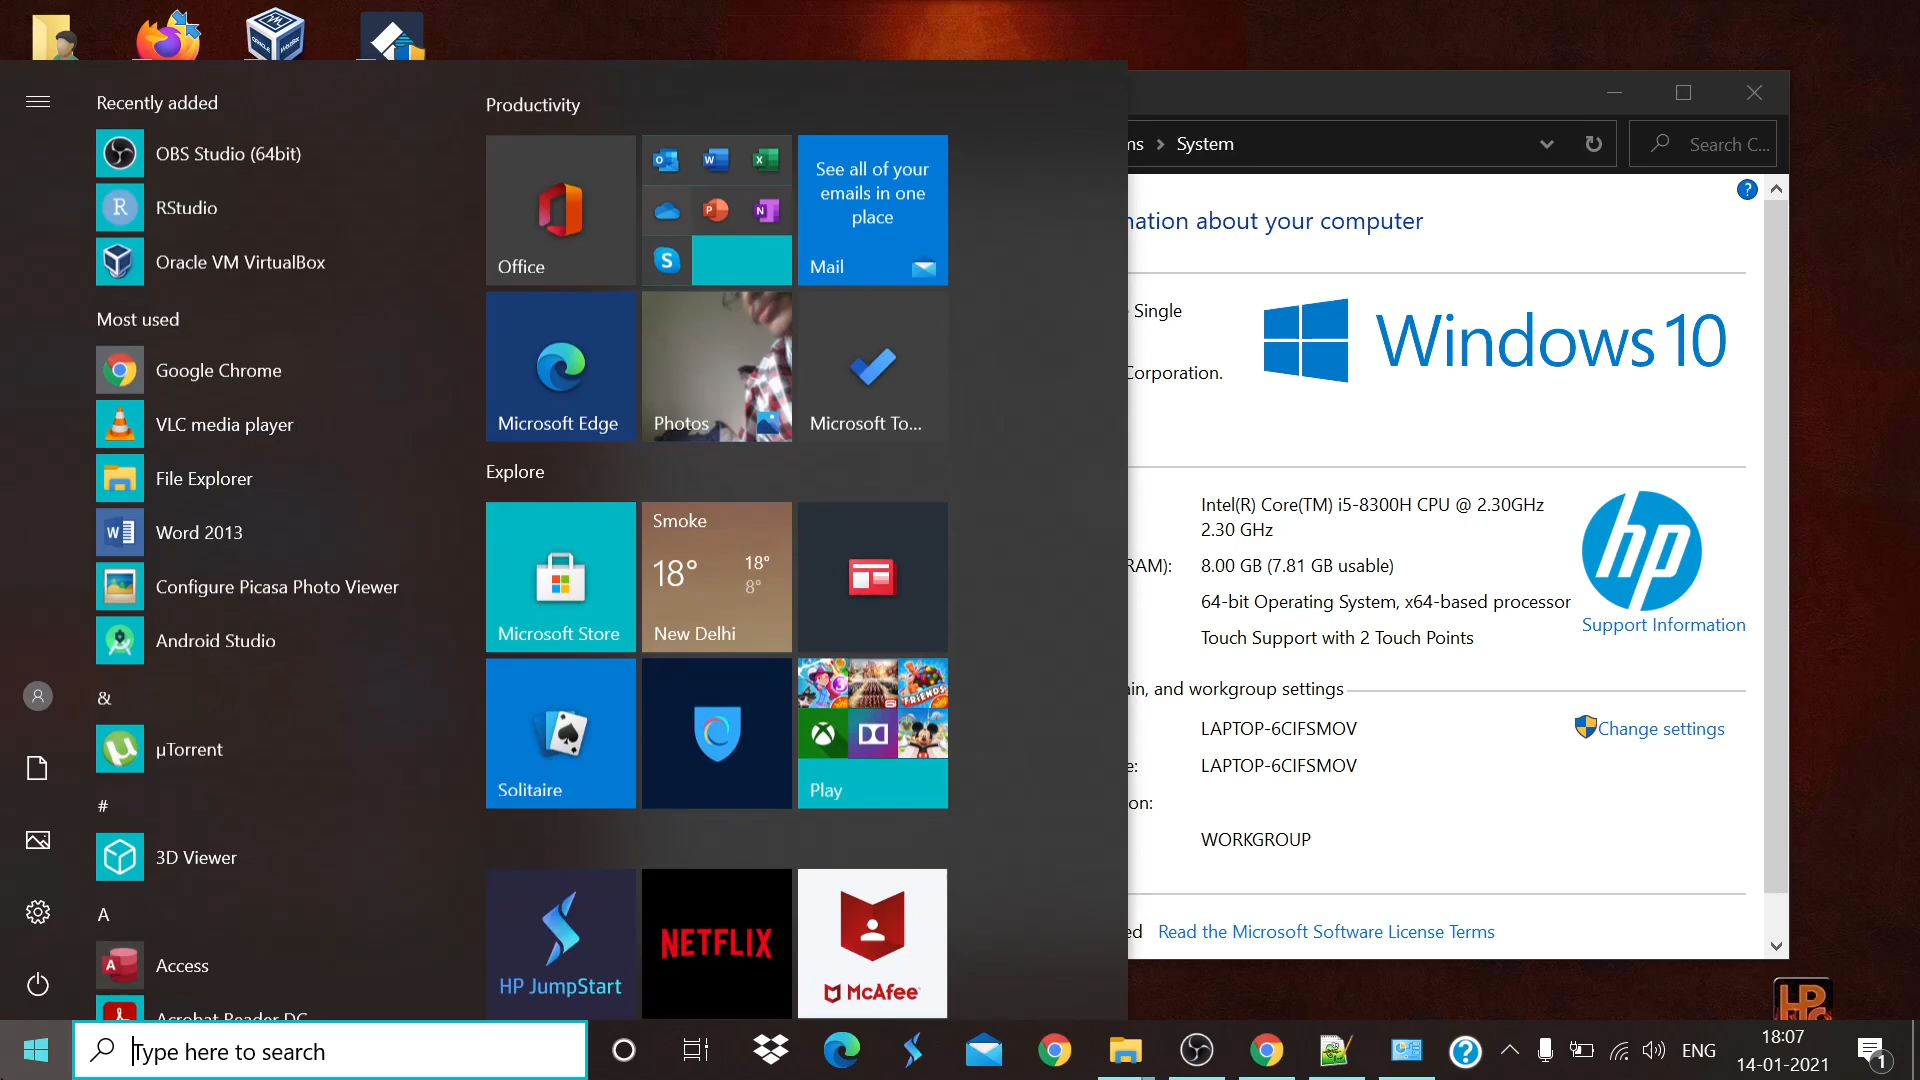 Recently added
OBS Studio (64bit)
RStudio
Oracle VM VirtualBox
Most used
Google Chrome
VLC media player
File Explorer
Word 2013
Configure Picasa Photo Viewer
Android Studio
&
µTorrent
#
3D Viewer
A
Access
Acrobat Reader DC
Productivity
Office
See all of your
emails in one
place
Mail
Microsoft Edge
Photos
Microsoft To...
Explore
Microsoft Store
Smoke
18°
18°
8°
New Delhi
Solitaire
FRIENDS
Play
HP JumpStart
NETFLIX
McAfee
System
Search C...
ation about your computer
Single
Corporation.
Windows 10
Intel(R) Core(TM) i5-8300H CPU @ 2.30GHz
2.30 GHz
RAM):
8.00 GB (7.81 GB usable)
64-bit Operating System, x64-based processor
Touch Support with 2 Touch Points
hp
Support Information
in, and workgroup settings
LAPTOP-6CIFSMOV
Change settings
e:
LAPTOP-6CIFSMOV
on:
WORKGROUP
ed
Read the Microsoft Software License Terms
Type here to search
ENG
18:07
14-01-2021
1